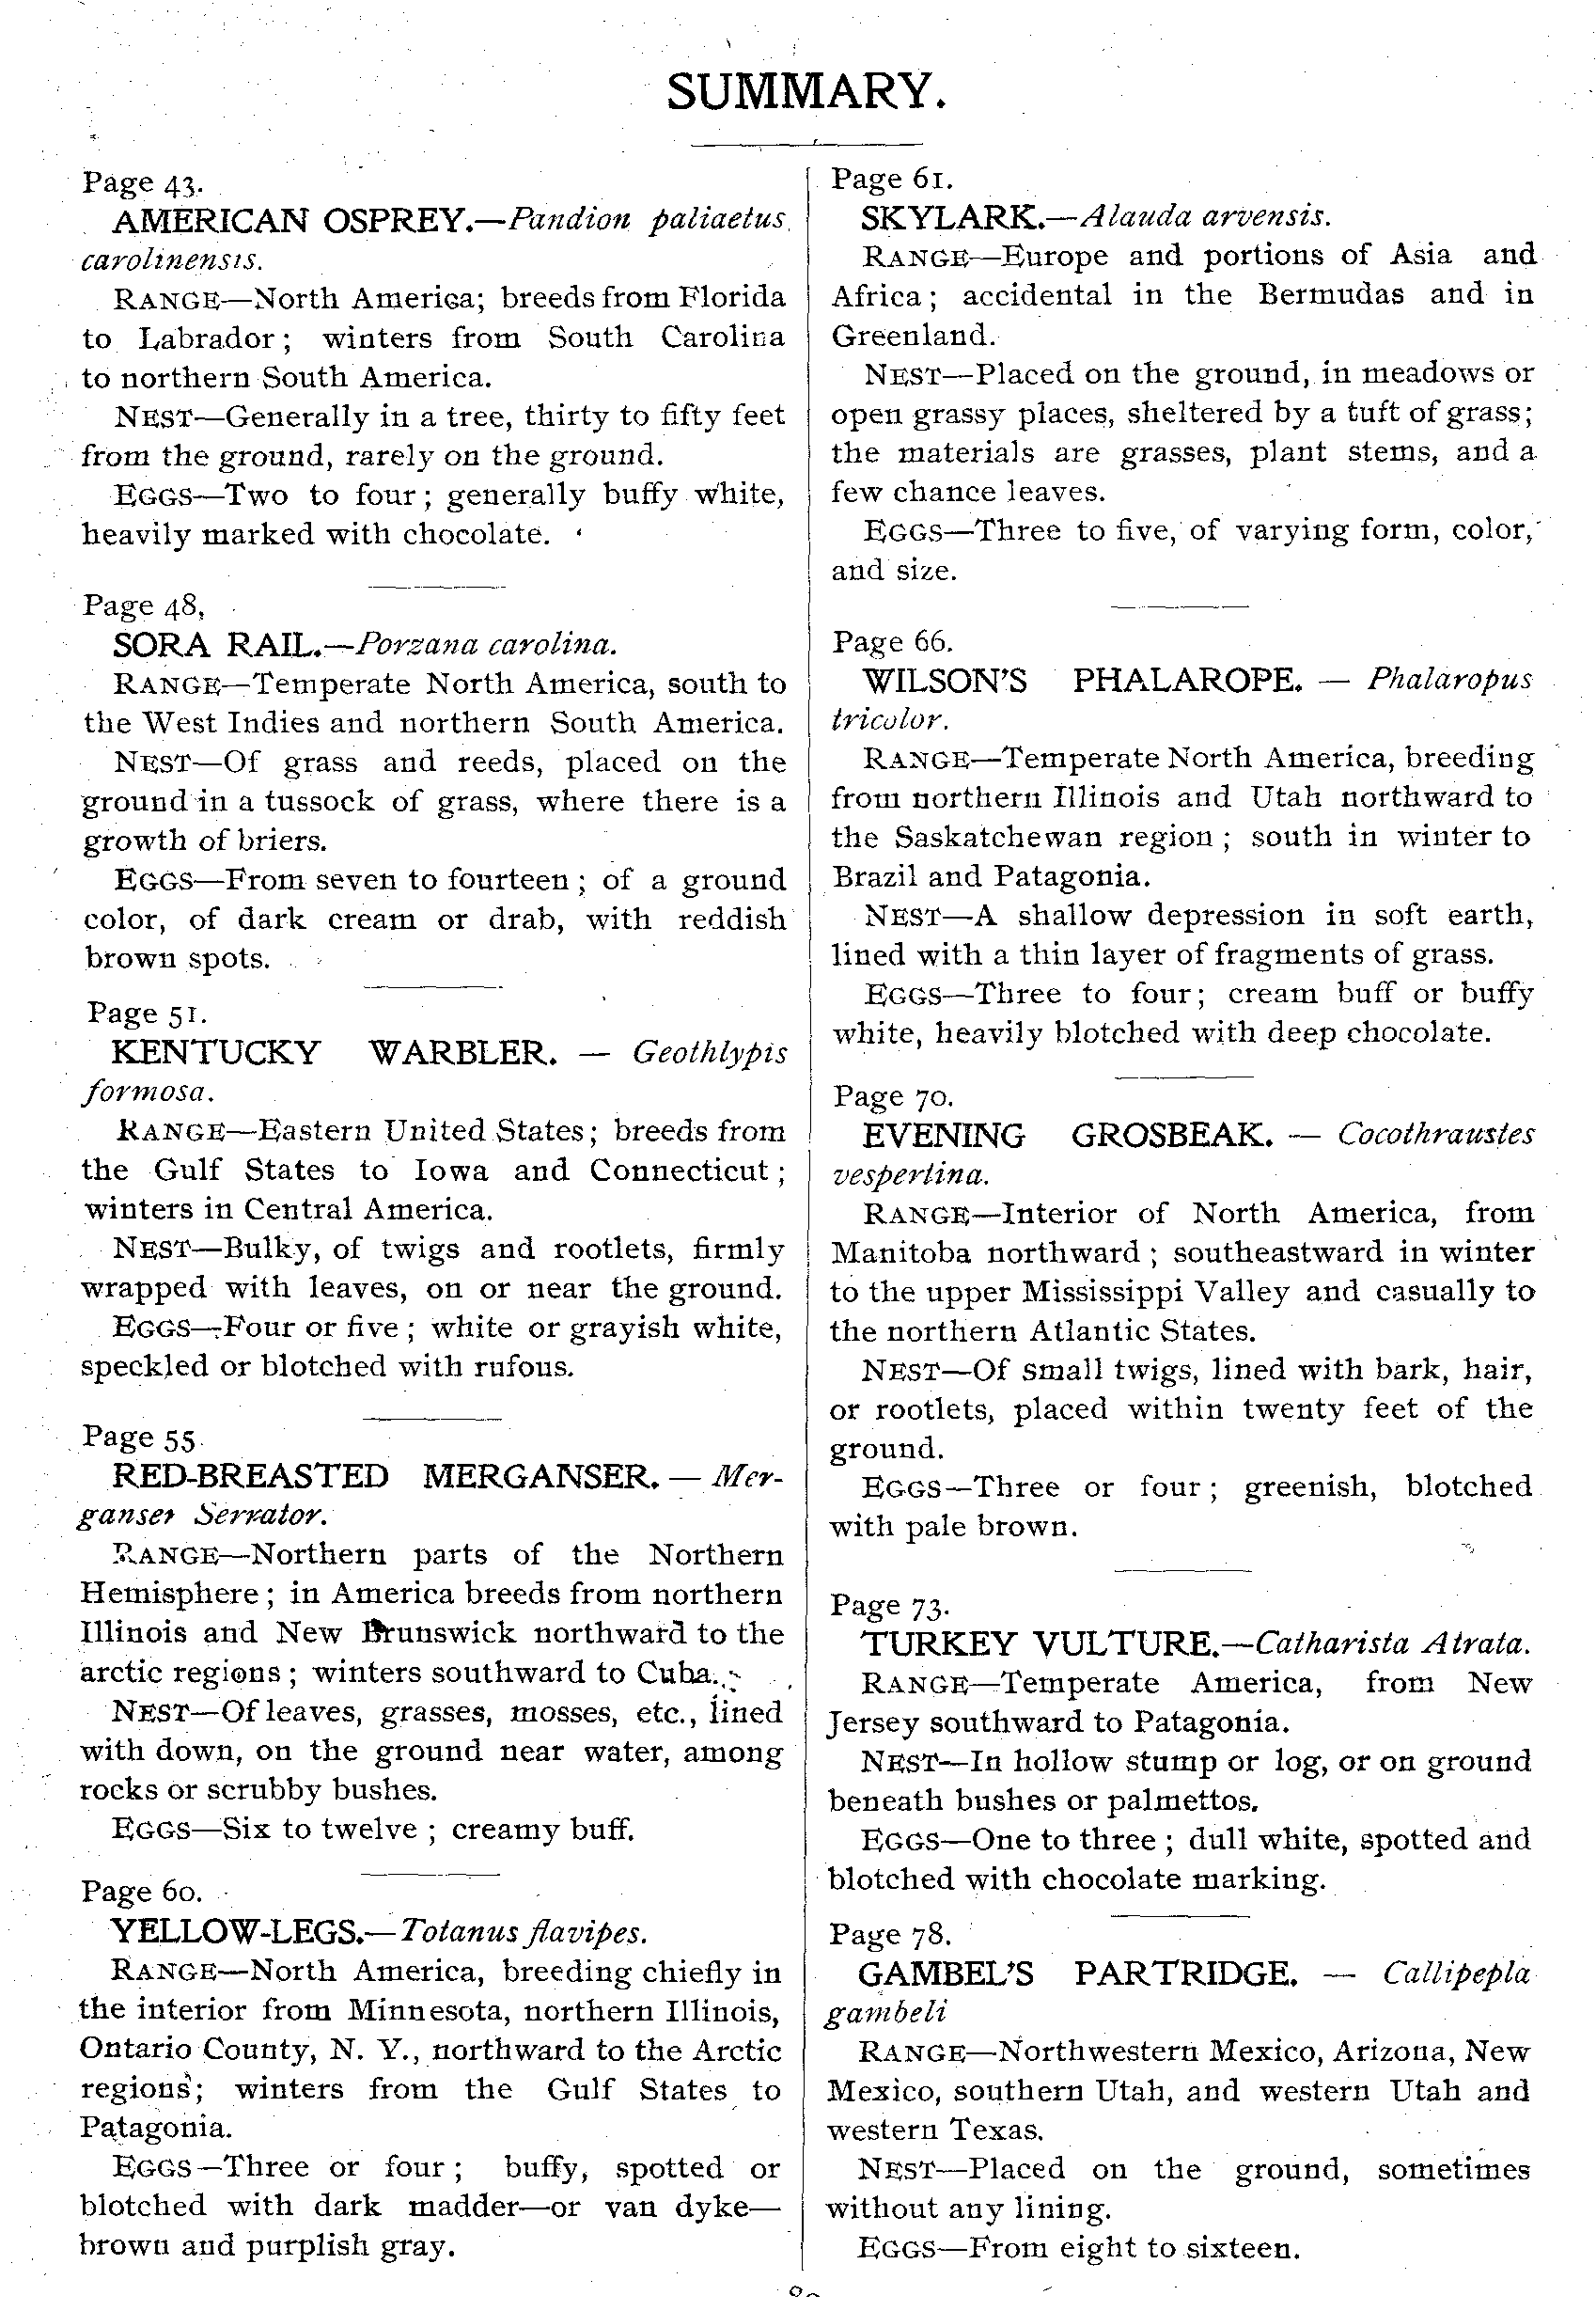 SUMMARY.
Page 43.
AMERICAN OSPREY.—Pandion paliaetus
carolinensis.
RANGE—North America; breeds from Florida
to Labrador; winters from South Carolina
to northern South America.
NEST—Generally in a tree, thirty to fifty feet
from the ground, rarely on the ground.
EGGS—Two to four; generally buffy white,
heavily marked with chocolate.
Page 48,
SORA RAIL.—Porzana carolina.
RANGE—Temperate North America, south to
the West Indies and northern South America.
NEST—Of grass and reeds, placed on the
ground in a tussock of grass, where there is a
growth of briers.
EGGS—From seven to fourteen; of a ground
color, of dark cream or drab, with reddish
brown spots.
Page 51.
KENTUCKY WARBLER. — Geothlypis
formosa.
RANGE—Eastern United States; breeds from
the Gulf States to Iowa and Connecticut;
winters in Central America.
NEST—Bulky, of twigs and rootlets, firmly
wrapped with leaves, on or near the ground.
EGGS—Four or five; white or grayish white,
speckled or blotched with rufous.
Page 55
RED-BREASTED MERGANSER. — Mer-
ganser Serrator.
RANGE—Northern parts of the Northern
Hemisphere; in America breeds from northern
Illinois and New Brunswick northward to the
arctic regions; winters southward to Cuba.
NEST—Of leaves, grasses, mosses, etc., lined
with down, on the ground near water, among
rocks or scrubby bushes.
EGGS—Six to twelve; creamy buff.
Page 60.
YELLOW-LEGS.—Totanus flavipes.
RANGE—North America, breeding chiefly in
the interior from Minnesota, northern Illinois,
Ontario County, N. Y., northward to the Arctic
regions; winters from the Gulf States to
Patagonia.
EGGS—Three or four; buffy, spotted or
blotched with dark madder—or van dyke—
brown and purplish gray.
Page 61.
SKYLARK.—Alauda arvensis.
RANGE—Europe and portions of Asia and
Africa; accidental in the Bermudas and in
Greenland.
NEST—Placed on the ground, in meadows or
open grassy places, sheltered by a tuft of grass;
the materials are grasses, plant stems, and a
few chance leaves.
EGGS—Three to five, of varying form, color,
and size.
Page 66.
WILSON'S PHALAROPE. — Phalaropus
tricolor.
RANGE—Temperate North America, breeding
from northern Illinois and Utah northward to
the Saskatchewan region; south in winter to
Brazil and Patagonia.
NEST—A shallow depression in soft earth,
lined with a thin layer of fragments of grass.
EGGS—Three to four; cream buff or buffy
white, heavily blotched with deep chocolate.
Page 70.
EVENING GROSBEAK. — Cocothraustes
vespertina.
RANGE—Interior of North America, from
Manitoba northward; southeastward in winter
to the upper Mississippi Valley and casually to
the northern Atlantic States.
NEST—Of small twigs, lined with bark, hair,
or rootlets, placed within twenty feet of the
ground.
EGGS—Three or four; greenish, blotched
with pale brown.
Page 73.
TURKEY VULTURE.—Catharista Atrata.
RANGE—Temperate America, from New
Jersey southward to Patagonia.
NEST—In hollow stump or log, or on ground
beneath bushes or palmettos.
EGGS—One to three; dull white, spotted and
blotched with chocolate marking.
Page 78.
GAMBEL'S PARTRIDGE. — Callipepla
gambeli
RANGE—Northwestern Mexico, Arizona, New
Mexico, southern Utah, and western Utah and
western Texas.
NEST—Placed on the ground, sometimes
without any lining.
EGGS—From eight to sixteen.